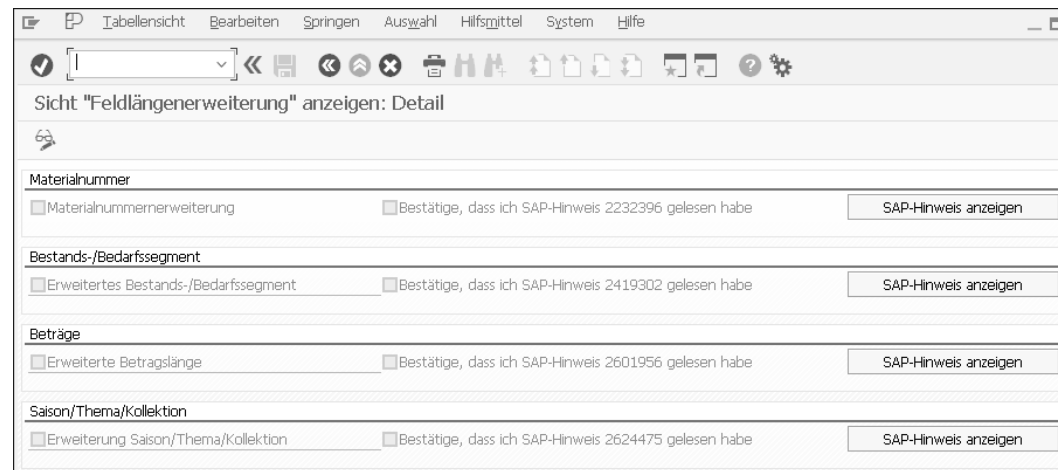 Tabellensicht Bearbeiten Springen Auswahl Hilfsmittel System Hilfe
Sicht "Feldlängenerweiterung" anzeigen: Detail
Materialnummer
Materialnummernerweiterung Bestätige, dass ich SAP-Hinweis 2232396 gelesen habe SAP-Hinweis anzeigen
Bestands-/Bedarfssegment
Erweitertes Bestands-/Bedarfssegment Bestätige, dass ich SAP-Hinweis 2419302 gelesen habe SAP-Hinweis anzeigen
Beträge
Erweiterte Betragslänge Bestätige, dass ich SAP-Hinweis 2601956 gelesen habe SAP-Hinweis anzeigen
Saison/Thema/Kollektion
Erweiterung Saison/Thema/Kollektion Bestätige, dass ich SAP-Hinweis 2624475 gelesen habe SAP-Hinweis anzeigen